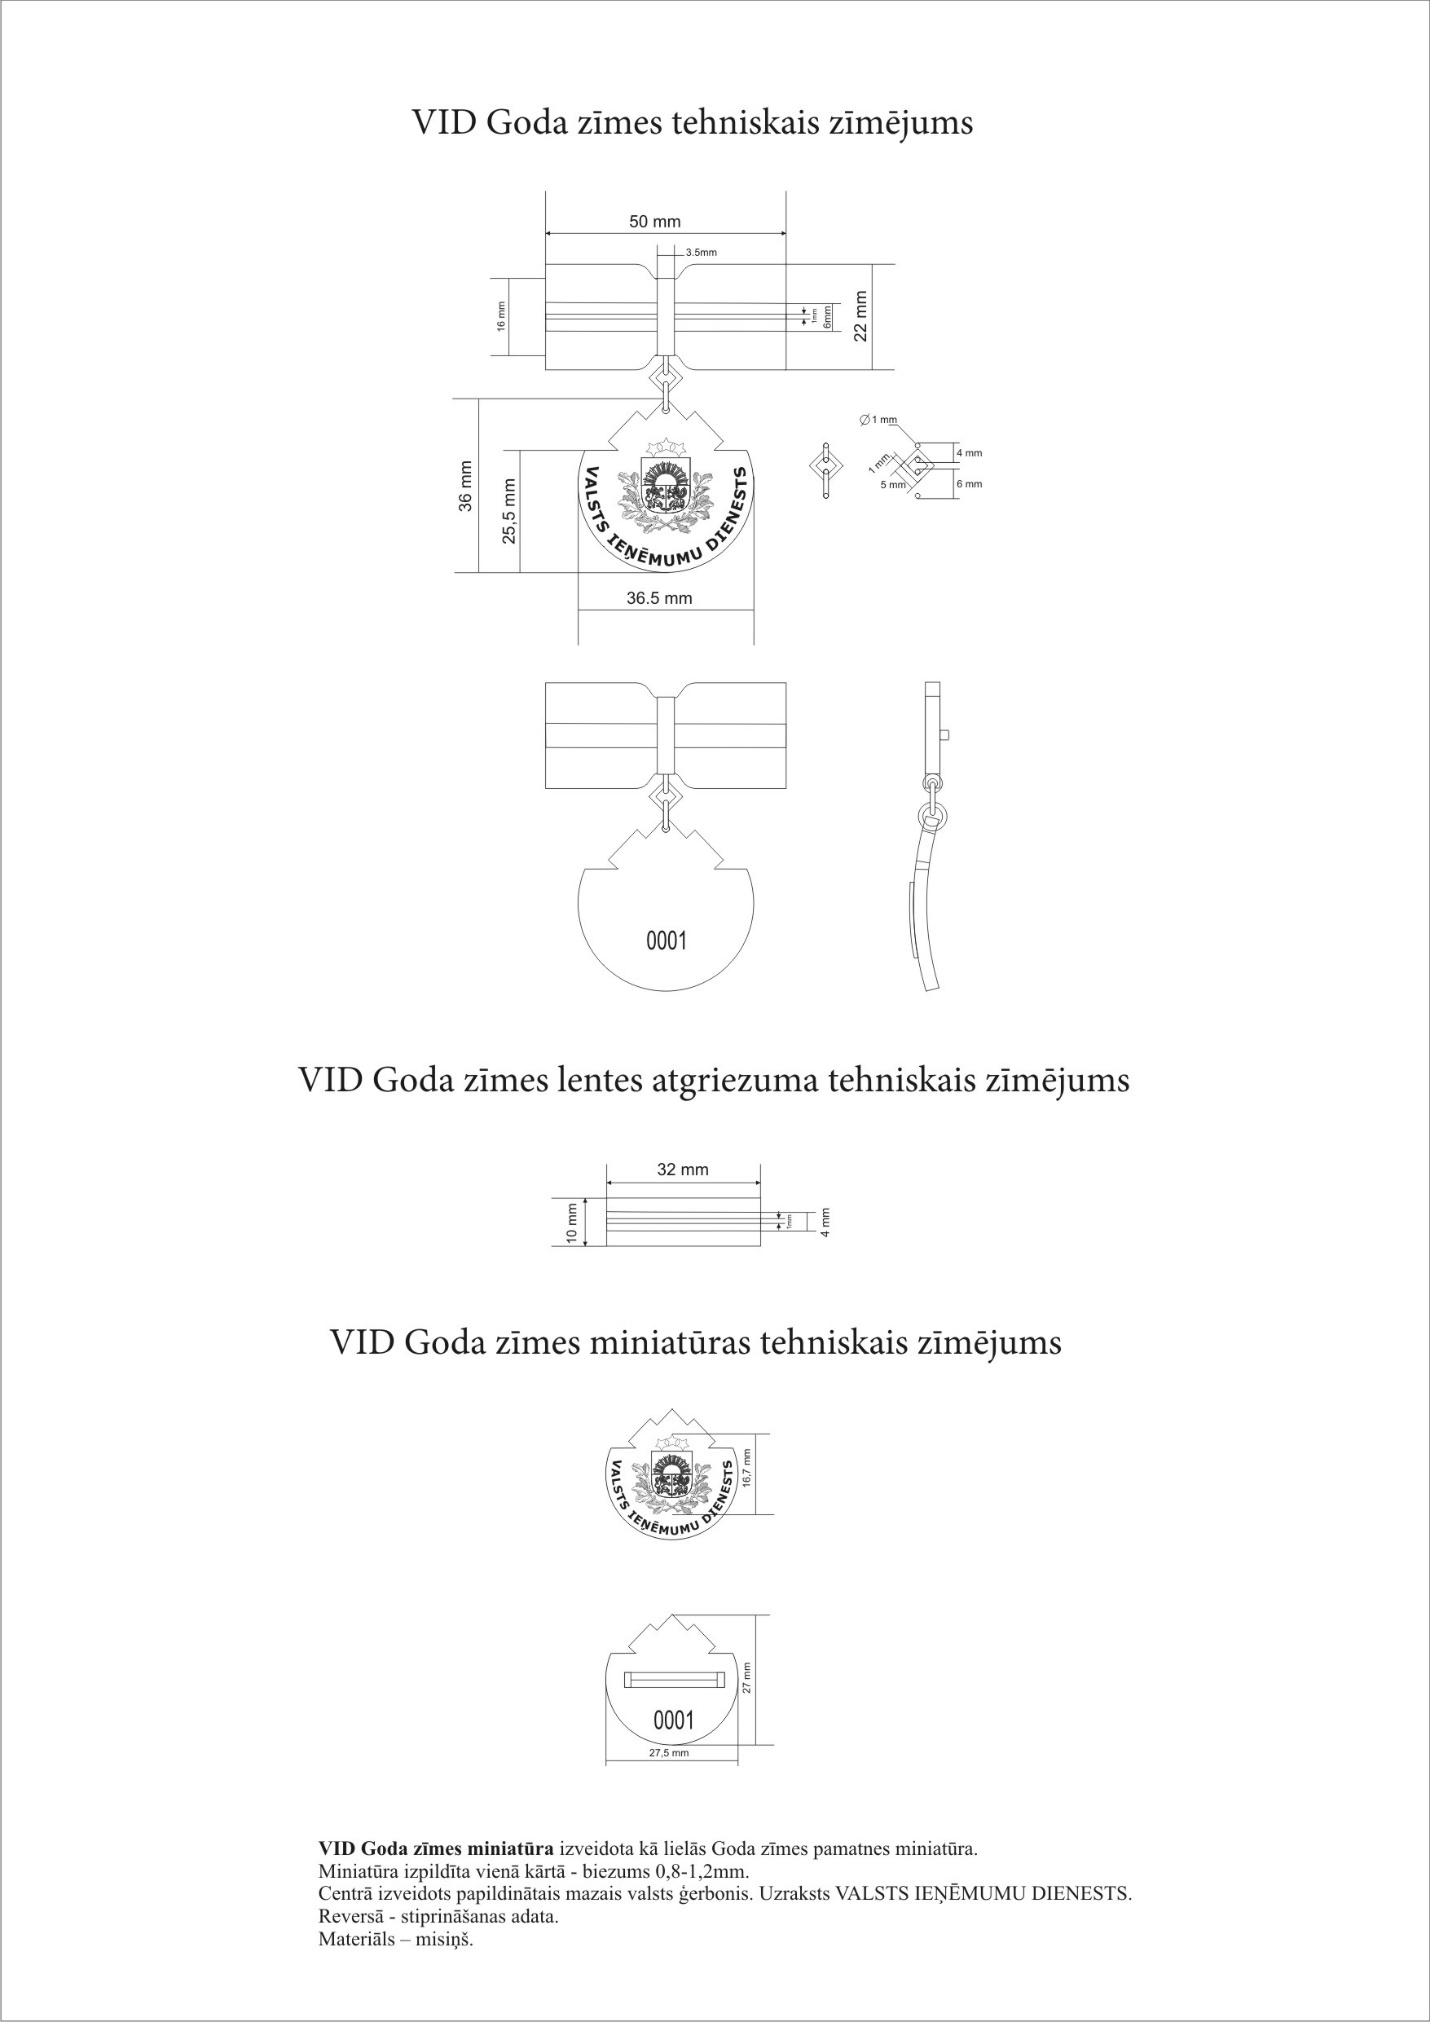 VID Goda zīmes tehniskais zīmējums
50 mm
3.5mm
16 mm
1mm
6mm
22 mm
36 mm
25,5 mm
VALSTS IEŅĒMUMU DIENESTS
36.5 mm
Ø 1 mm
4 mm
1 mm
5 mm
6 mm
0001
VID Goda zīmes lentes atgriezuma tehniskais zīmējums
32 mm
10 mm
1mm
4 mm
VID Goda zīmes miniatūras tehniskais zīmējums
VALSTS IEŅĒMUMU DIENESTS
16,7 mm
27 mm
0001
27,5 mm
VID Goda zīmes miniatūra izveidota kā lielās Goda zīmes pamatnes miniatūra.
Miniatūra izpildīta vienā kārtā - biezums 0,8-1,2mm.
Centrā izveidots papildinātais mazais valsts ģerbonis. Uzraksts VALSTS IEŅĒMUMU DIENESTS.
Reversā - stiprināšanas adata.
Materiāls – misiņš.